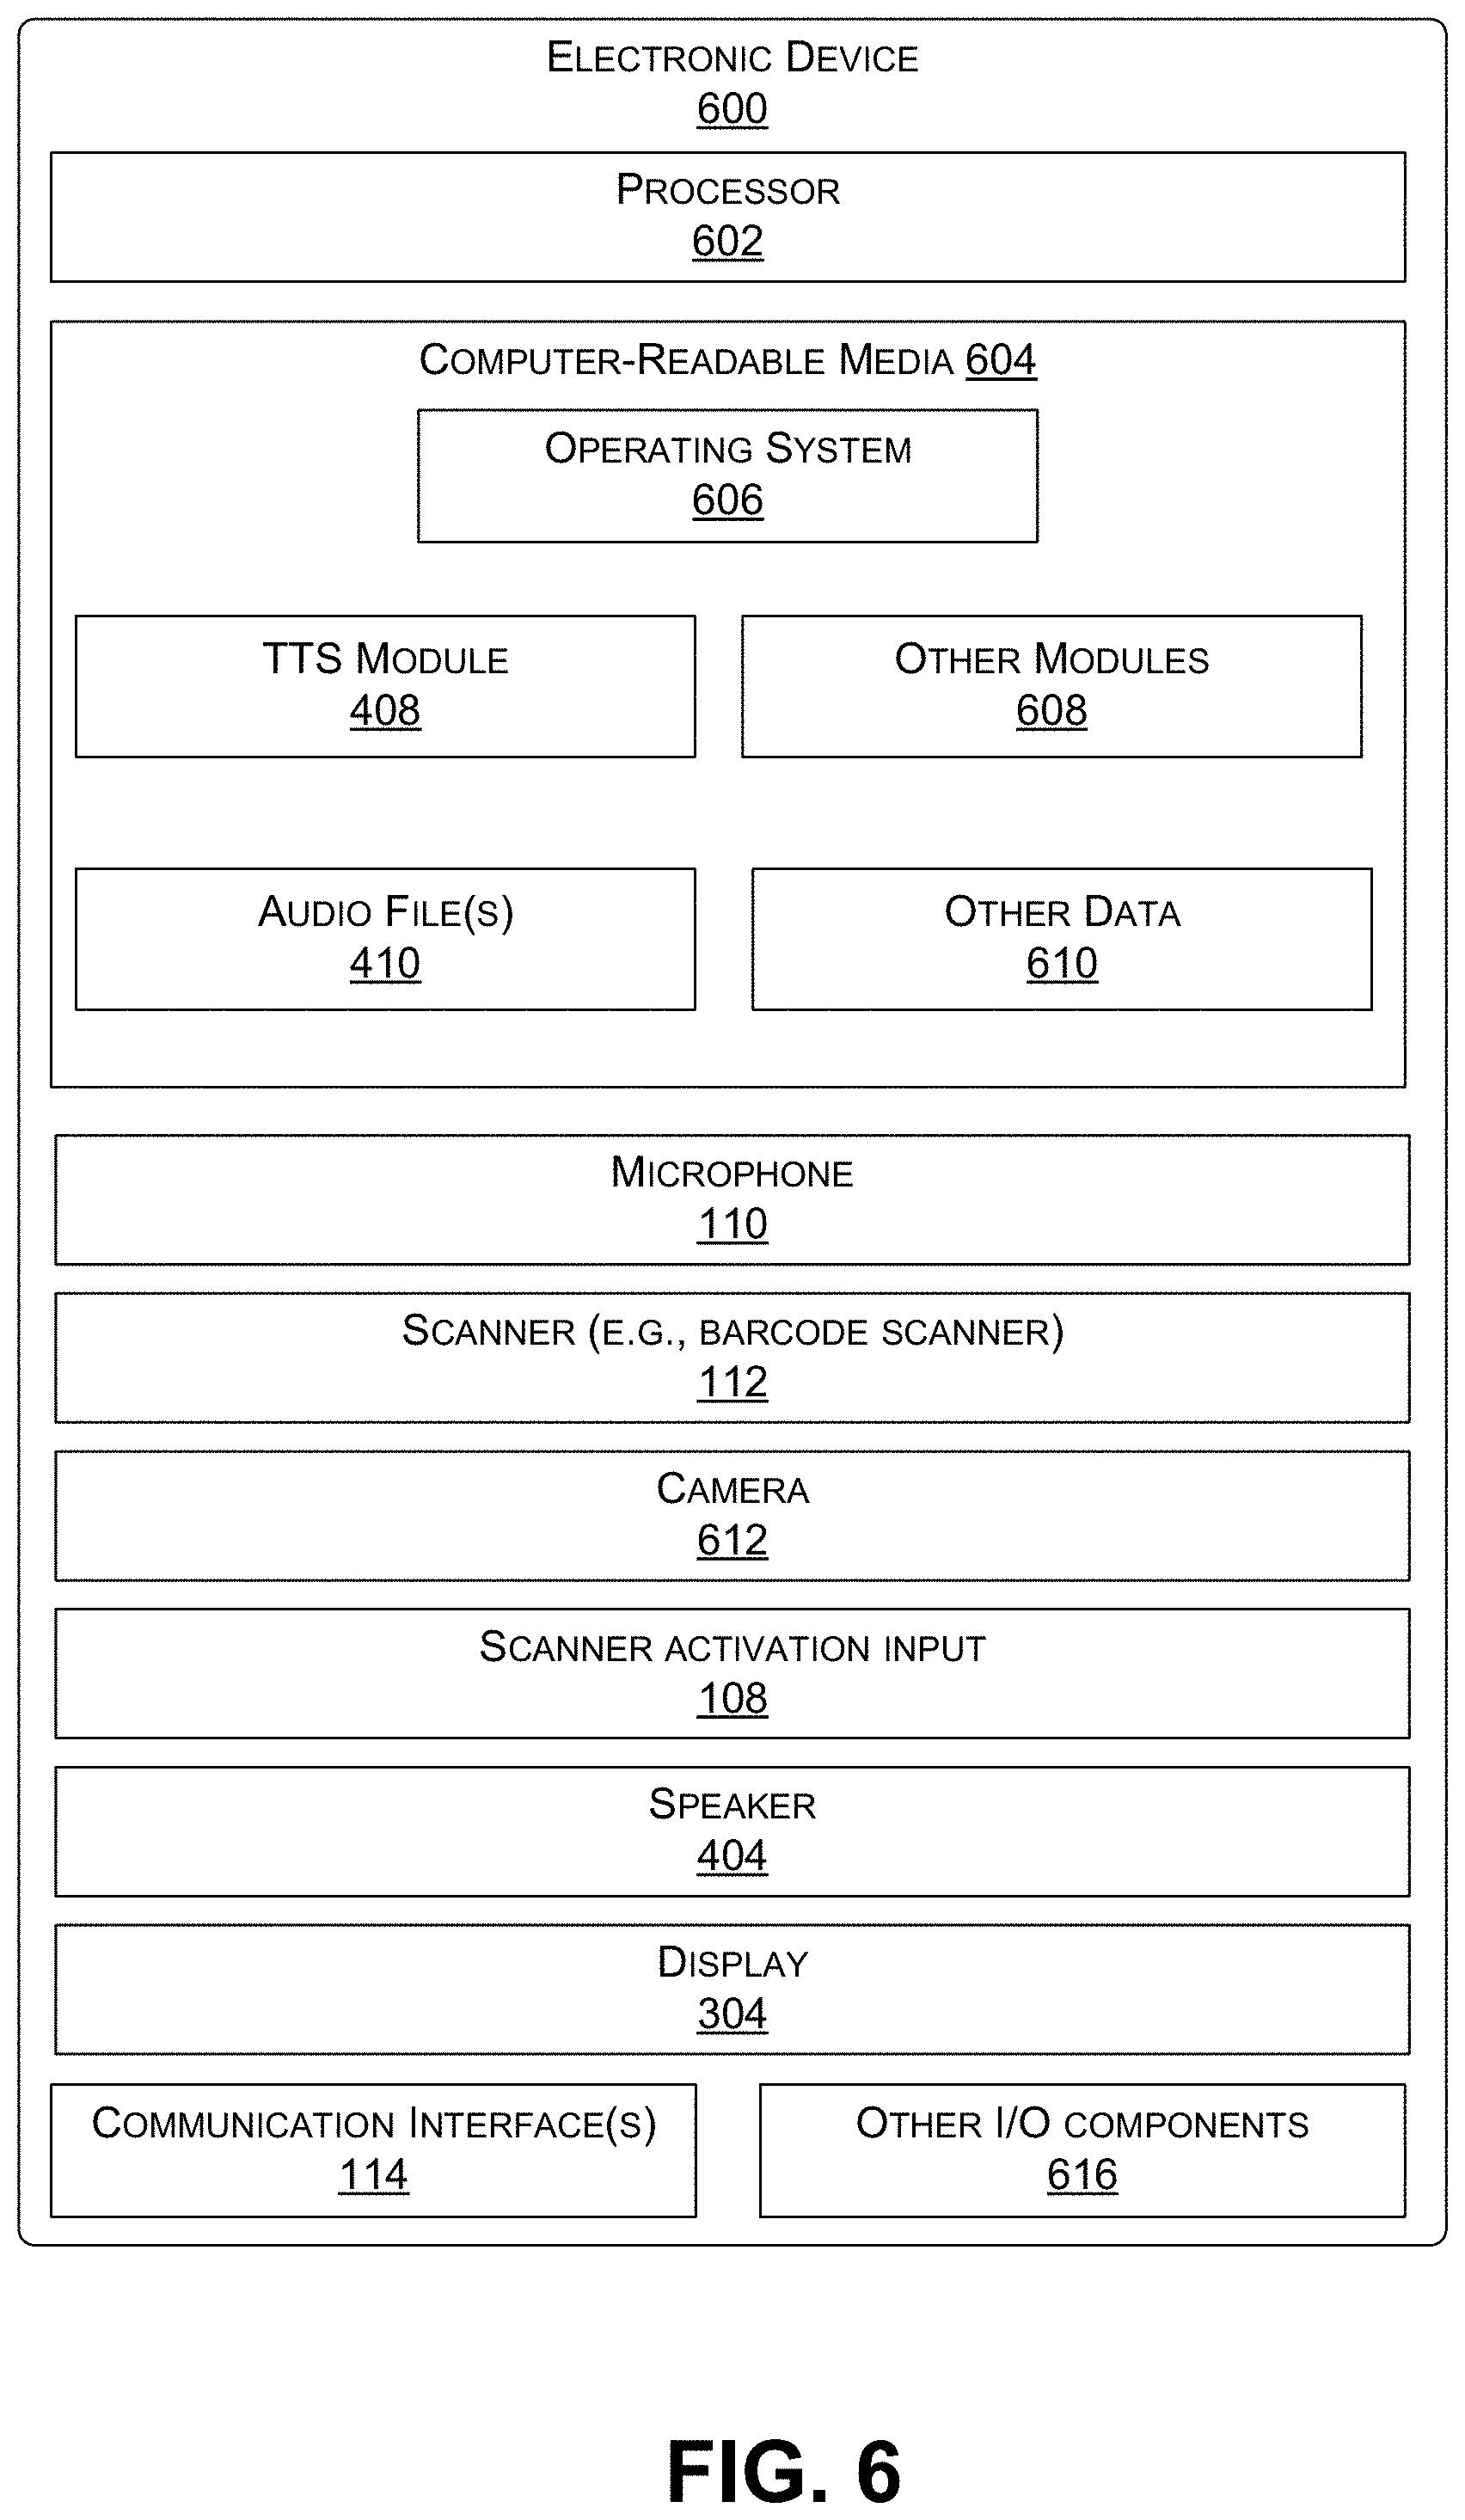 ELECTRONIC DEVICE
600
PROCESSOR
602
COMPUTER-READABLE MEDIA 604
OPERATING SYSTEM
606
TTS MODULE
408
OTHER MODULES
608
AUDIO FILE(S)
410
OTHER DATA
610
MICROPHONE
110
SCANNER (E.G., BARCODE SCANNER)
112
CAMERA
612
SCANNER ACTIVATION INPUT
108
SPEAKER
404
DISPLAY
304
COMMUNICATION INTERFACE(S)
114
OTHER I/O COMPONENTS
616
FIG. 6